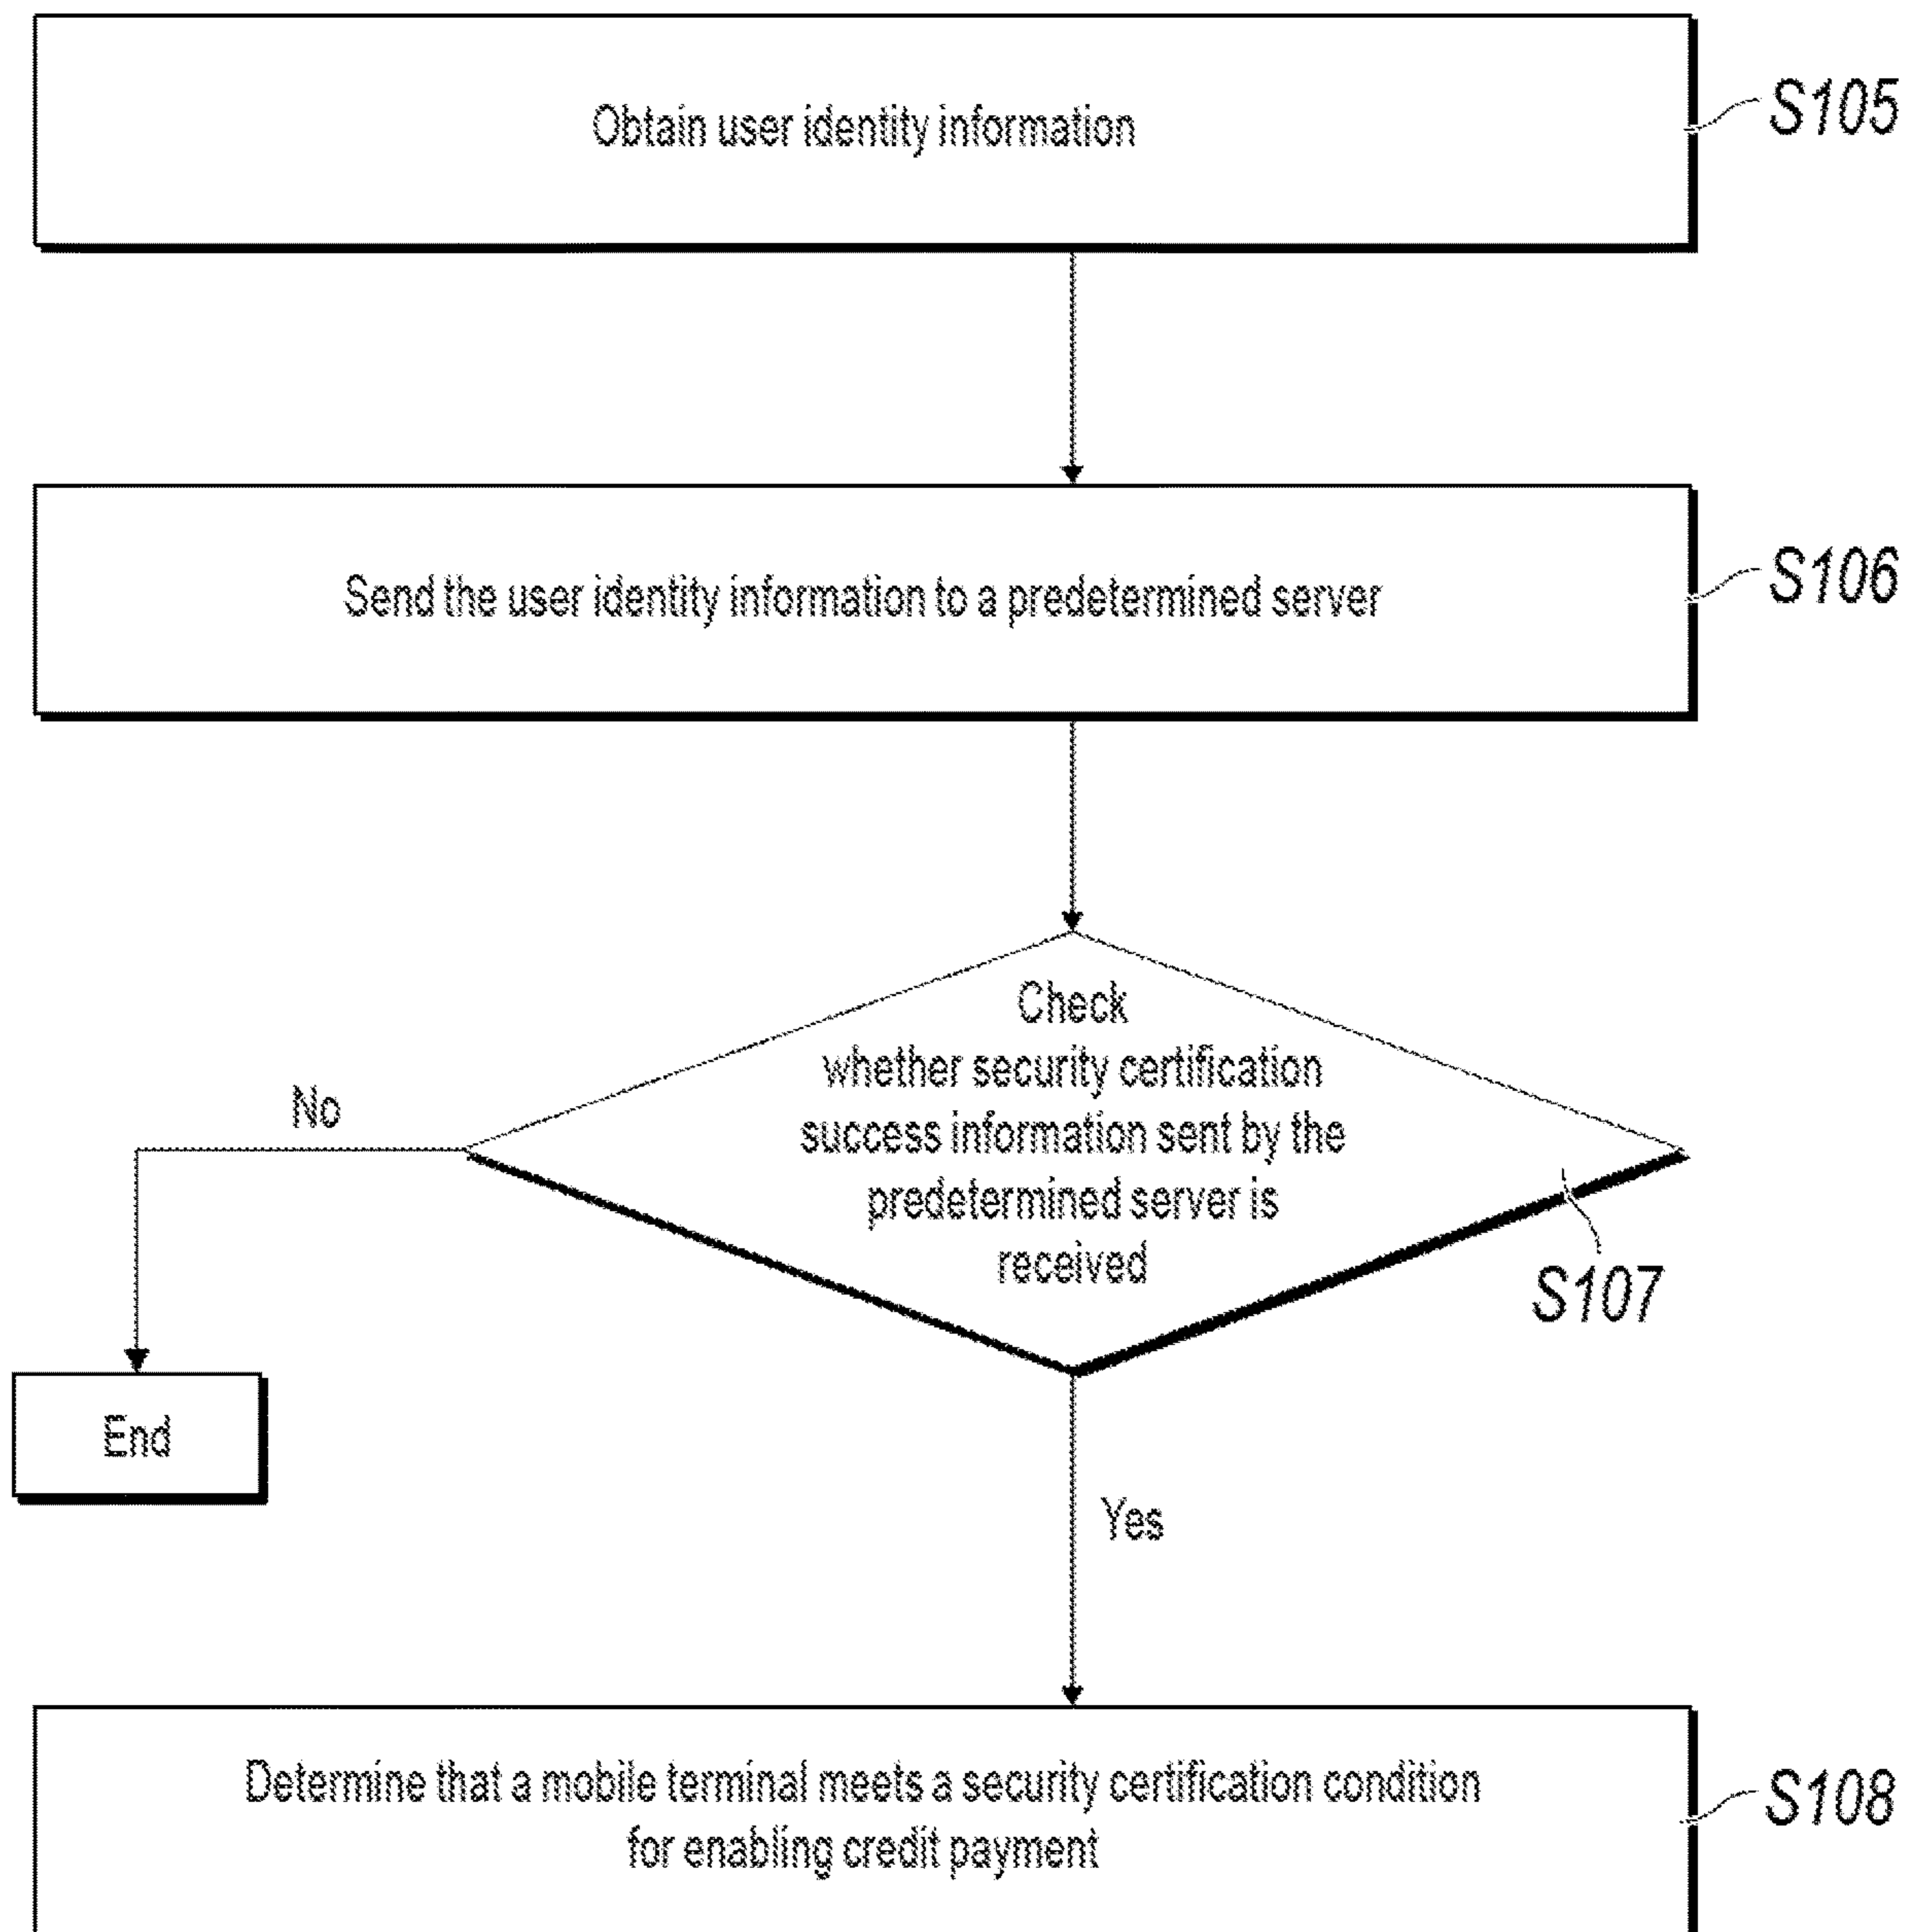 Obtain user identity information
S105
Send the user identity information to a predetermined server
S106
Check
whether security certification
success information sent by the
predetermined server is
received
S107
No
End
Yes
Determine that a mobile terminal meets a security certification condition
for enabling credit payment
S108